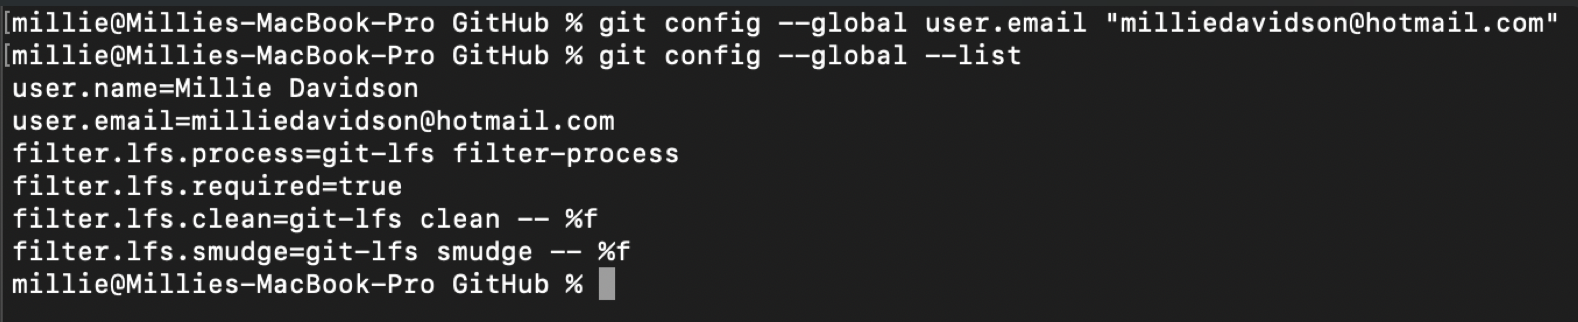 [millie@Millies-MacBook-Pro GitHub % git config --global user.email "milliedavidson@hotmail.com"
[millie@Millies-MacBook-Pro GitHub % git config --global --list
user.name=Millie Davidson
user.email=milliedavidson@hotmail.com
filter.lfs.process=git-lfs filter-process
filter.lfs.required=true
filter.lfs.clean=git-lfs clean -- %f
filter.lfs.smudge=git-lfs smudge -- %f
millie@Millies-MacBook-Pro GitHub %